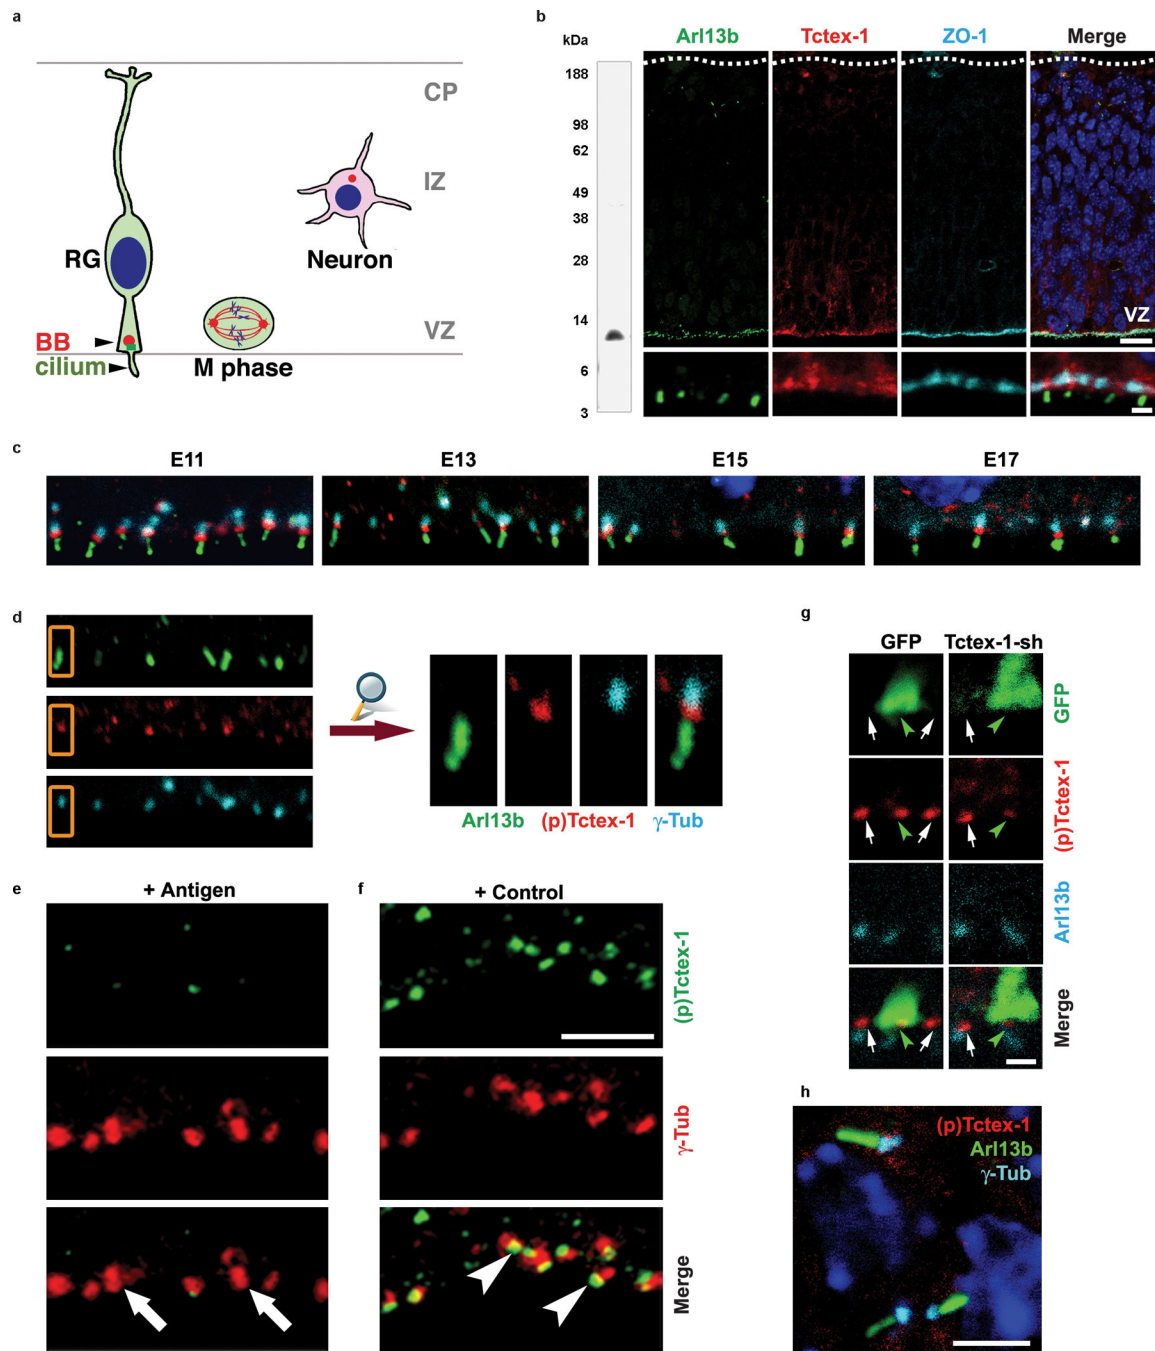 a
CP
IZ
RG
Neuron
VZ
BB
cilium
M phase
b
kDa
Arl13b
Tctex-1
ZO-1
Merge
188
98
62
49
38
28
14
6
3
VZ
c
E11
E13
E15
E17
d
Arl13b
(p)Tctex-1
γ-Tub
e
+ Antigen
f
+ Control
(p)Tctex-1
γ-Tub
Merge
g
GFP
Tctex-1-sh
GFP
(p)Tctex-1
Arl13b
Merge
h
(p)Tctex-1
Arl13b
γ-Tub